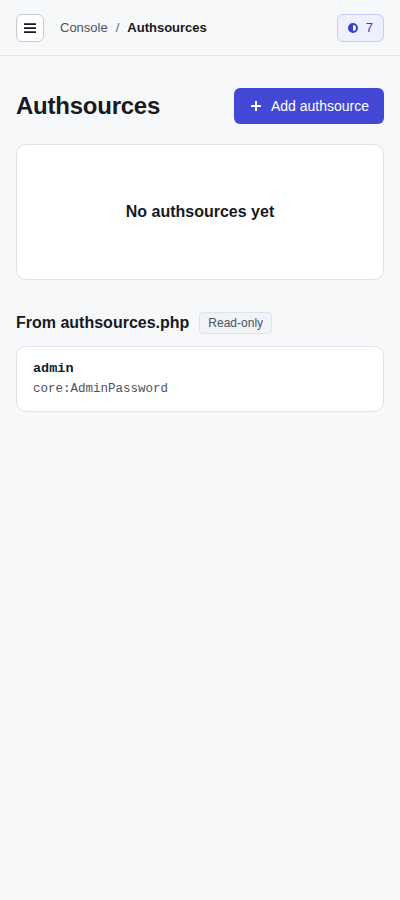 Console / Authsources
7
Authsources
Add authsource
No authsources yet
From authsources.php
Read-only
admin
core:AdminPassword